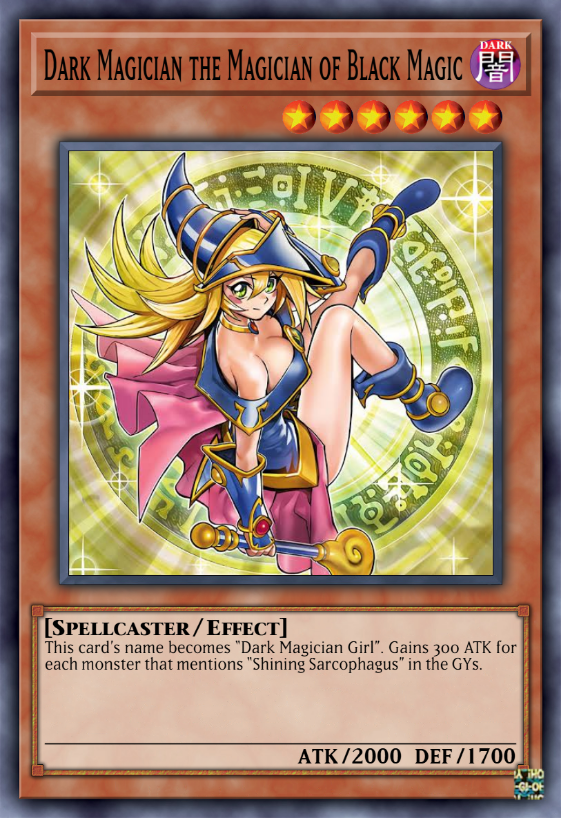 Dark Magician the Magician of Black Magic
DARK
闇
[Spellcaster/Effect]
This card's name becomes "Dark Magician Girl". Gains 300 ATK for
each monster that mentions "Shining Sarcophagus" in the GYs.
ATK/2000 DEF/1700